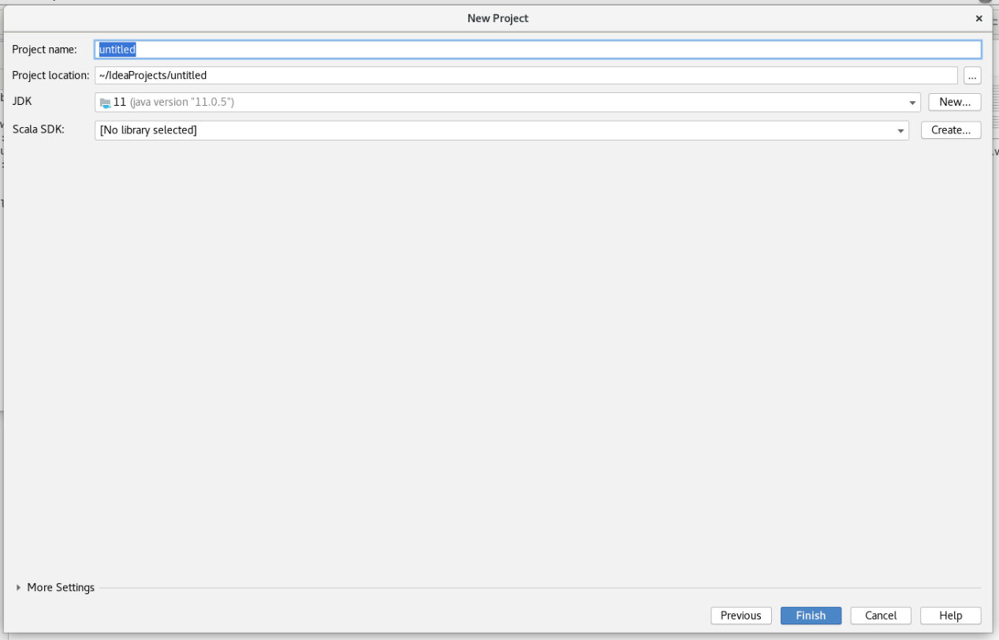 New Project
Project name: untitled
Project location: ~/IdeaProjects/untitled ...
JDK 11 (java version "11.0.5") New...
Scala SDK: [No library selected] Create...
More Settings
Previous Finish Cancel Help